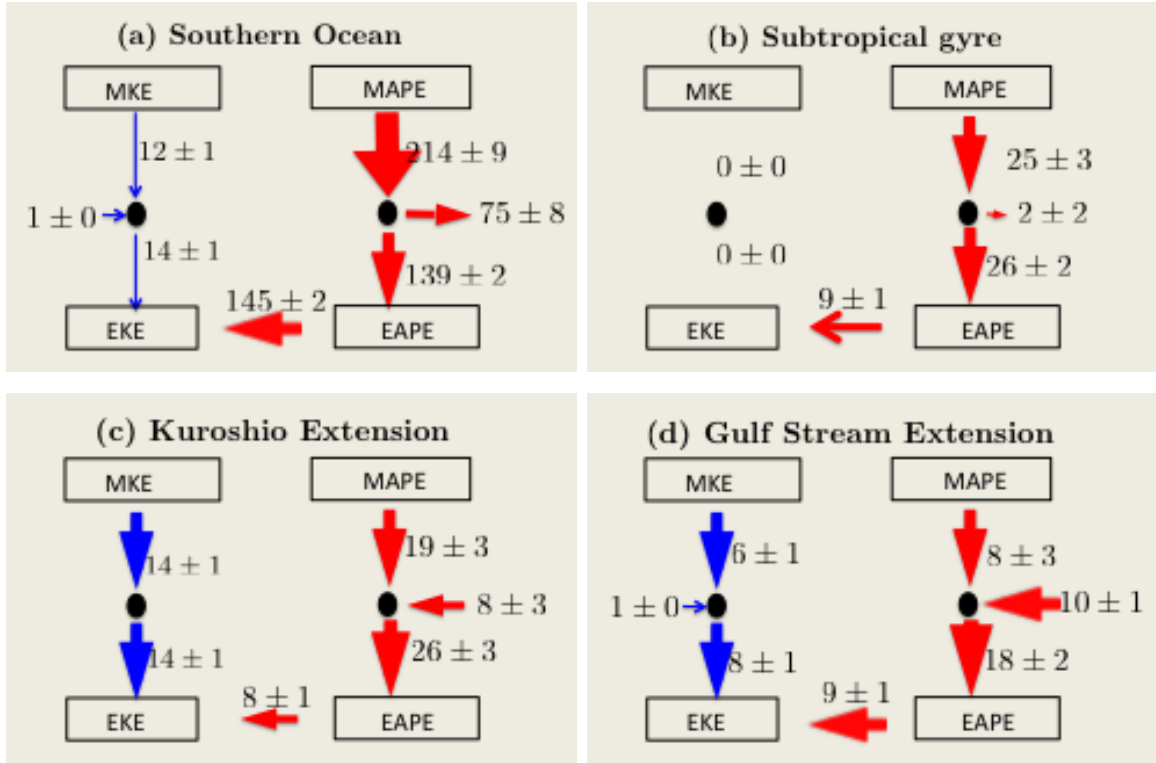 (a) Southern Ocean
MKE MAPE
12 ± 1 214 ± 9
1 ± 0 75 ± 8
14 ± 1 139 ± 2
145 ± 2
EKE EAPE
(b) Subtropical gyre
MKE MAPE
0 ± 0 25 ± 3
2 ± 2
0 ± 0 26 ± 2
9 ± 1
EKE EAPE
(c) Kuroshio Extension
MKE MAPE
14 ± 1 19 ± 3
8 ± 3
14 ± 1 26 ± 3
8 ± 1
EKE EAPE
(d) Gulf Stream Extension
MKE MAPE
6 ± 1 8 ± 3
1 ± 0 10 ± 1
8 ± 1 18 ± 2
9 ± 1
EKE EAPE